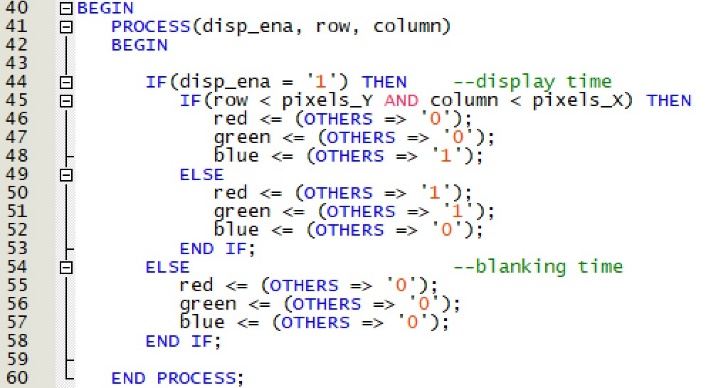 40 BEGIN
41 PROCESS(disp_ena, row, column)
42 BEGIN
43
44 IF(disp_ena = '1') THEN --display time
45 IF(row < pixels_Y AND column < pixels_X) THEN
46 red <= (OTHERS => '0');
47 green <= (OTHERS => '0');
48 blue <= (OTHERS => '1');
49 ELSE
50 red <= (OTHERS => '1');
51 green <= (OTHERS => '1');
52 blue <= (OTHERS => '0');
53 END IF;
54 ELSE --blanking time
55 red <= (OTHERS => '0');
56 green <= (OTHERS => '0');
57 blue <= (OTHERS => '0');
58 END IF;
59
60 END PROCESS;